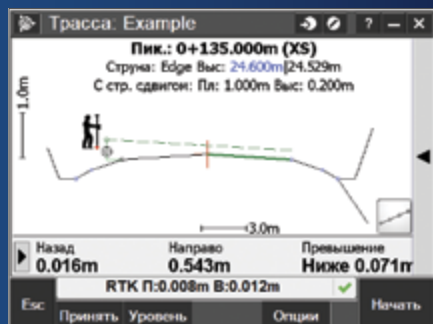 Трасса: Example ? – ×
Пик.: 0+135.000m (XS)
Струна: Edge Выс: 24.600m|24.529m
С стр. сдвигом: Пл: 1.000m Выс: 0.200m
1.0m
3.0m
Назад Направо Превышение
0.016m 0.543m Ниже 0.071m
RTK П:0.008m В:0.012m
Esc Принять Уровень Опции Начать